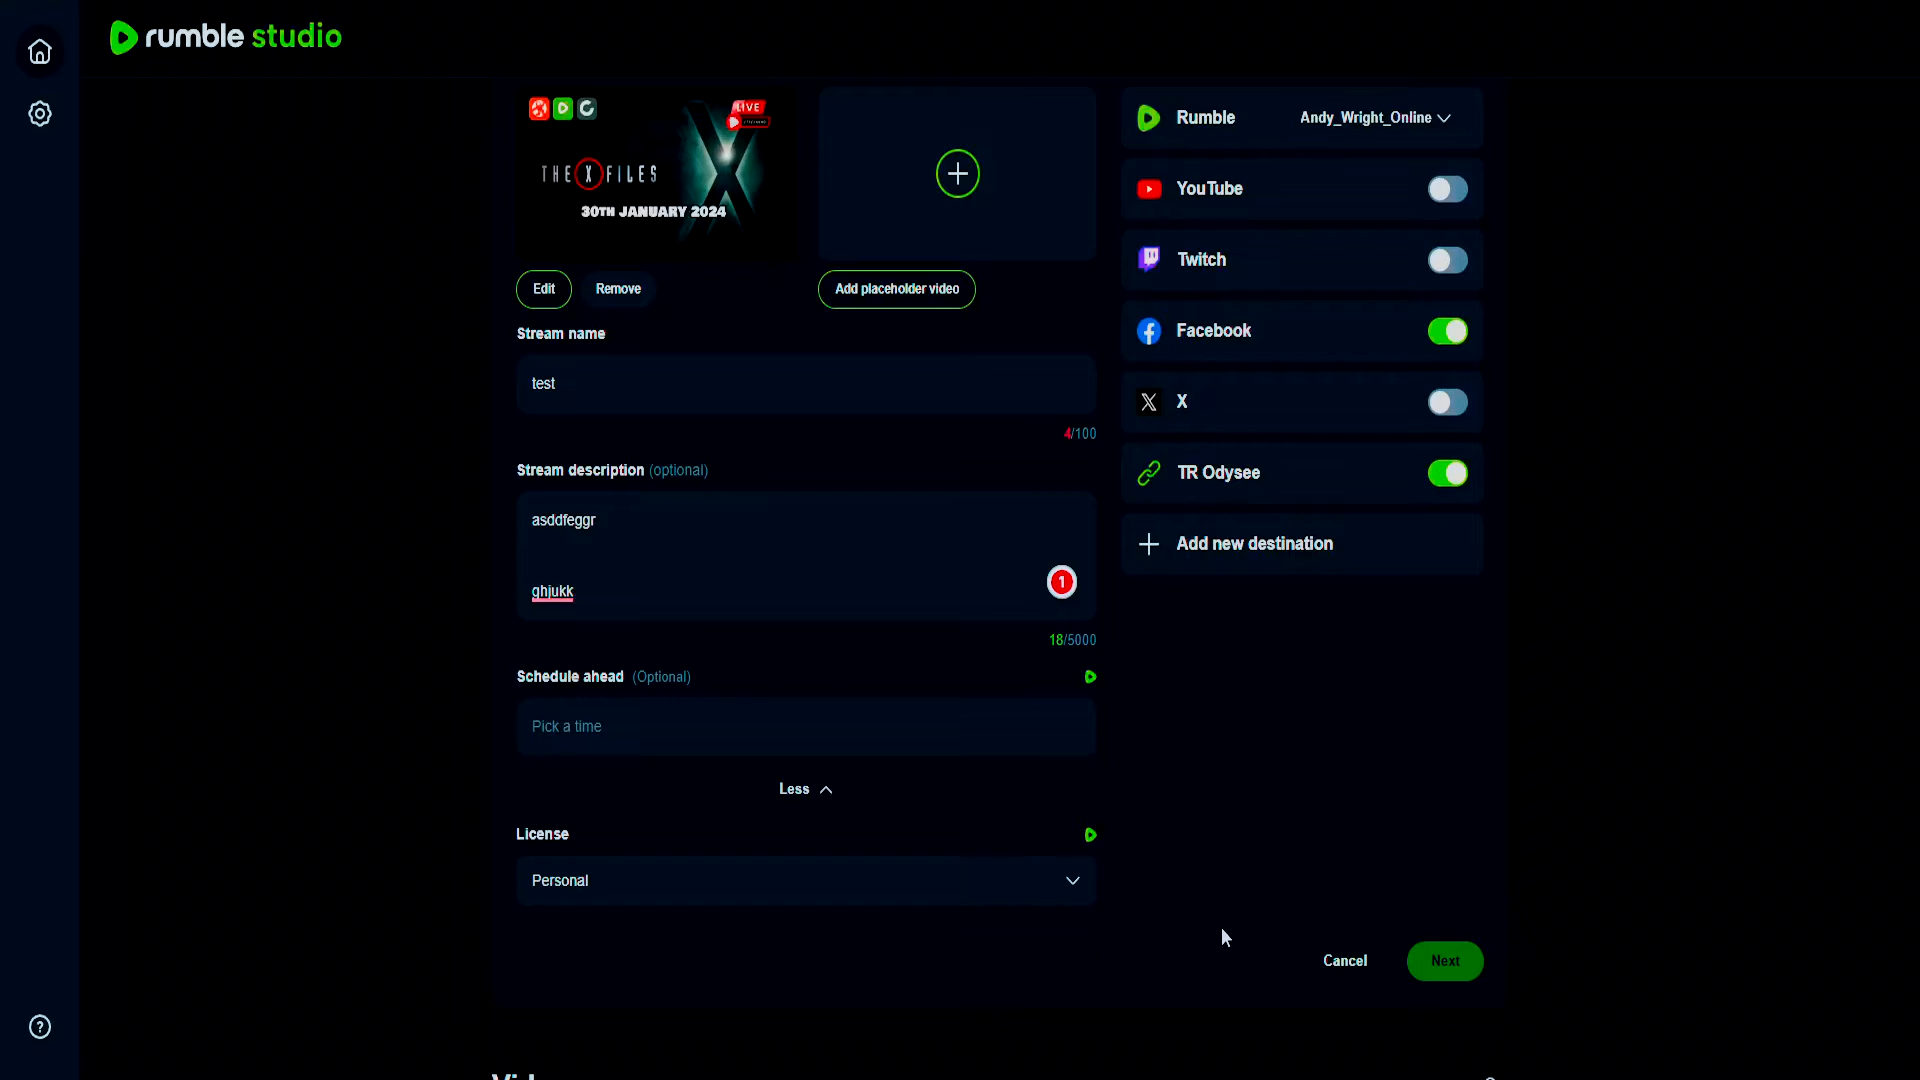 rumble studio
LIVE
THE X FILES
30TH JANUARY 2024
Edit
Remove
Add placeholder video
Stream name
test
4/100
Stream description (optional)
asddfeggr
ghjukk
1
18/5000
Schedule ahead (Optional)
Pick a time
Less
License
Personal
Rumble
Andy_Wright_Online
YouTube
Twitch
Facebook
X
TR Odysee
Add new destination
Cancel
Next